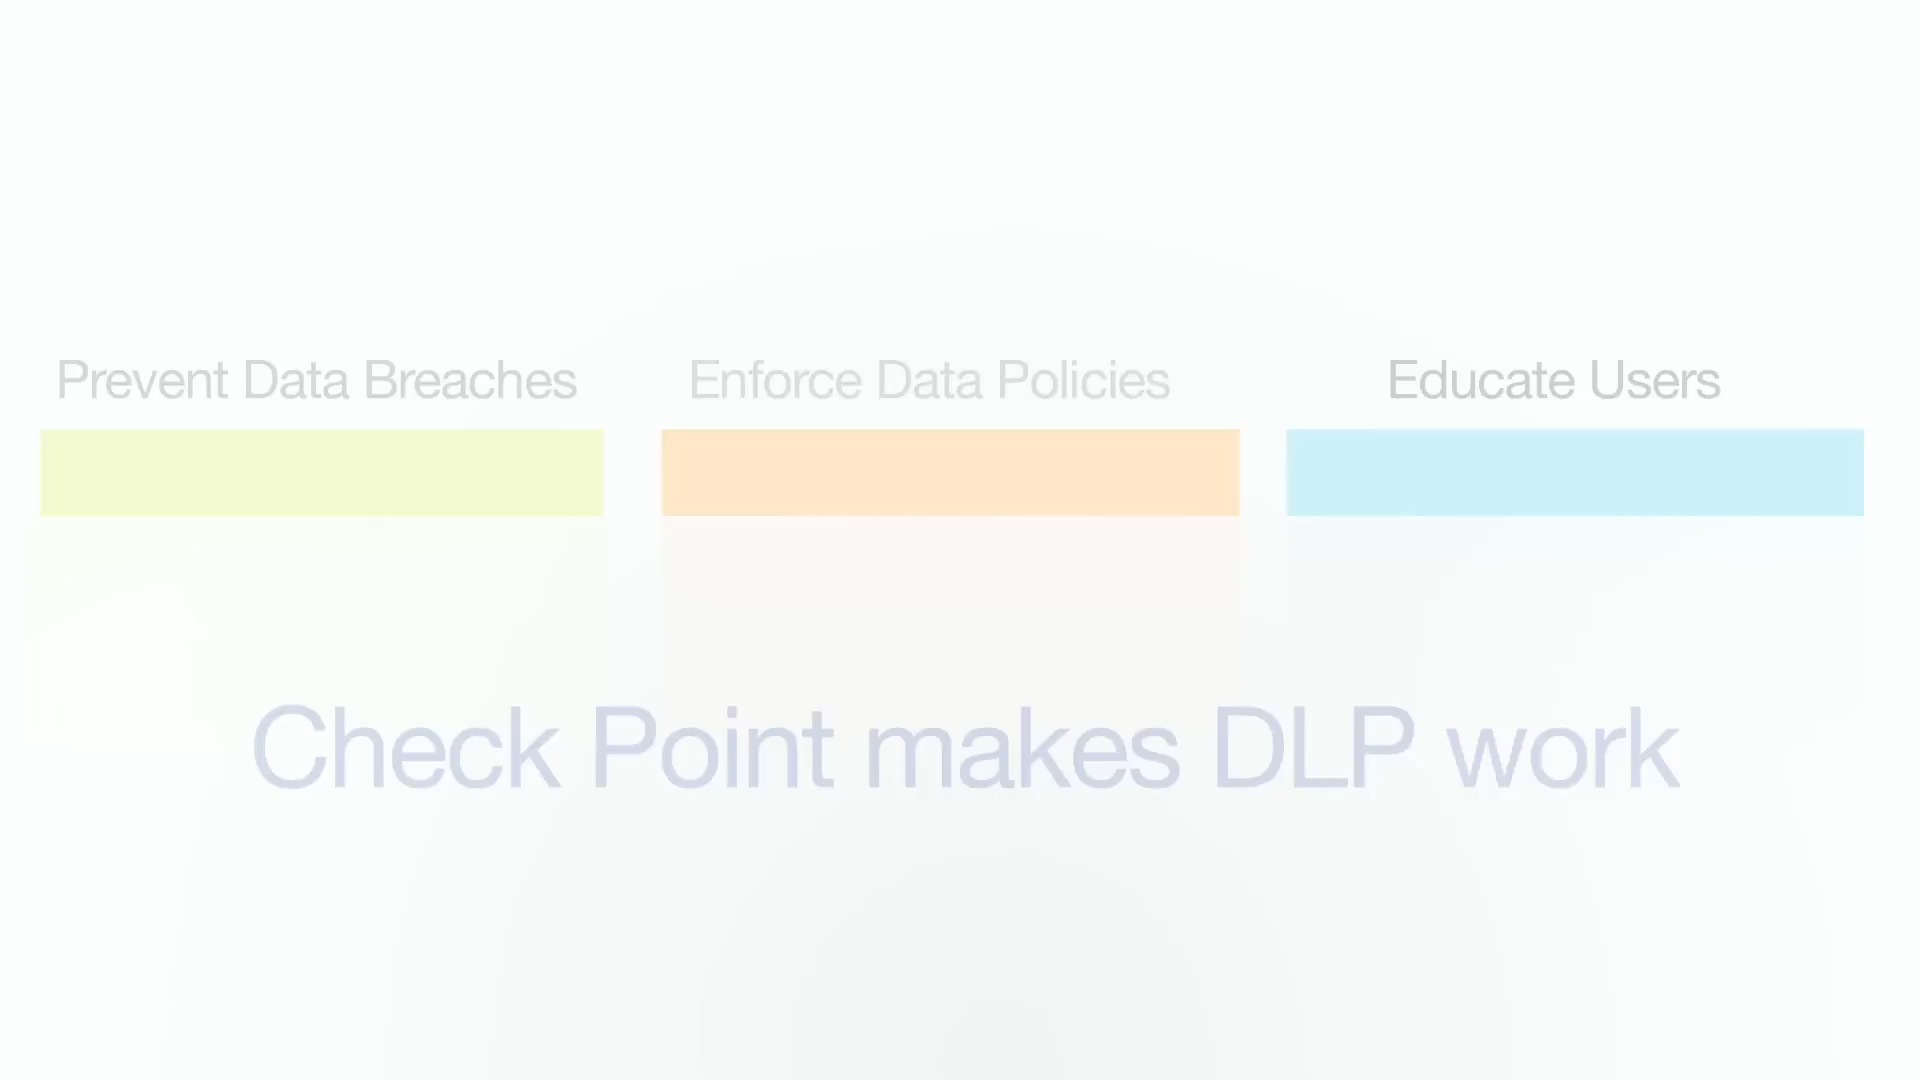 Prevent Data Breaches
Enforce Data Policies
Educate Users
Check Point makes DLP work